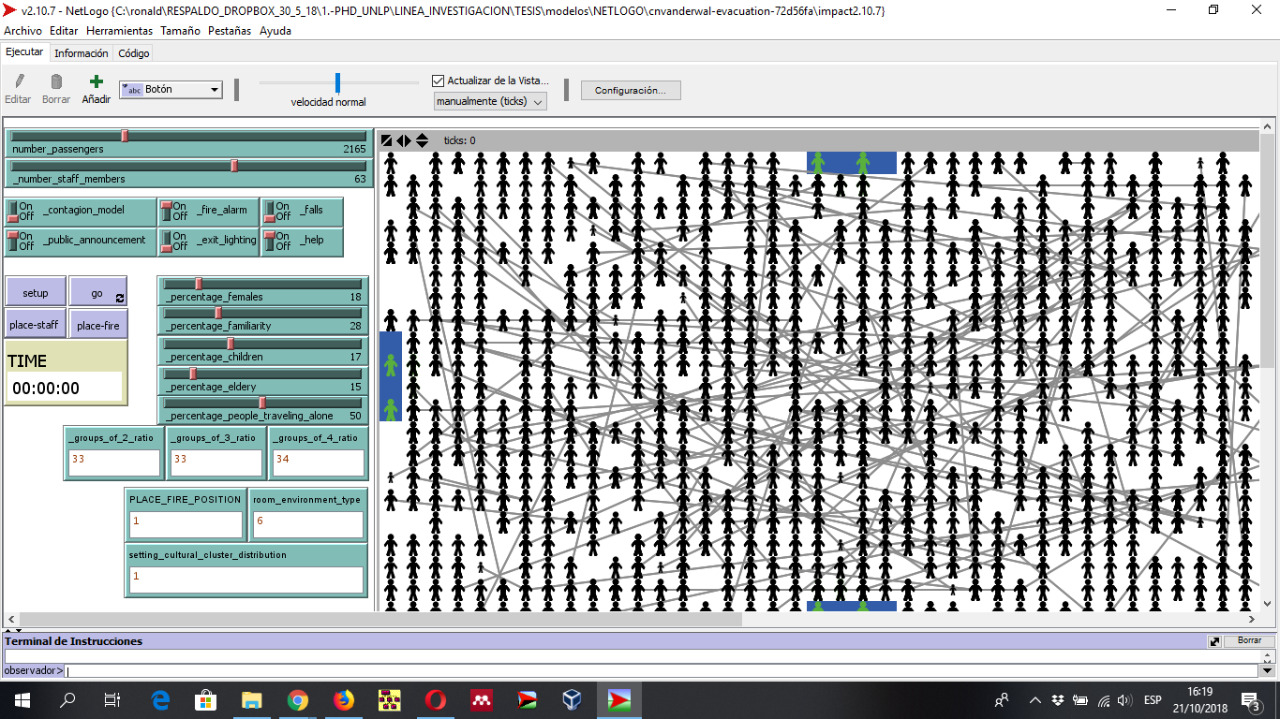 v2.10.7 - NetLogo {C:\ronald\RESPALDO_DROPBOX_30_5_18\1.-PHD_UNLP\LINEA_INVESTIGACION\TESIS\modelos\NETLOGO\cnvanderwal-evacuation-72d56fa\impact2.10.7}
Archivo Editar Herramientas Tamaño Pestañas Ayuda
Ejecutar Información Código
Editar Borrar Añadir
abc Botón
velocidad normal
Actualizar de la Vista...
manualmente (ticks)
Configuración...
number_passengers 2165
_number_staff_members 63
On Off _contagion_model
On Off _fire_alarm
On Off _falls
On Off _public_announcement
On Off _exit_lighting
On Off _help
setup go
place-staff place-fire
TIME
00:00:00
_percentage_females 18
_percentage_familiarity 28
_percentage_children 17
_percentage_eldery 15
_percentage_people_traveling_alone 50
_groups_of_2_ratio _groups_of_3_ratio _groups_of_4_ratio
33 33 34
PLACE_FIRE_POSITION room_environment_type
1 6
setting_cultural_cluster_distribution
1
ticks: 0
Terminal de Instrucciones
Borrar
observador>
ESP
16:19
21/10/2018
3